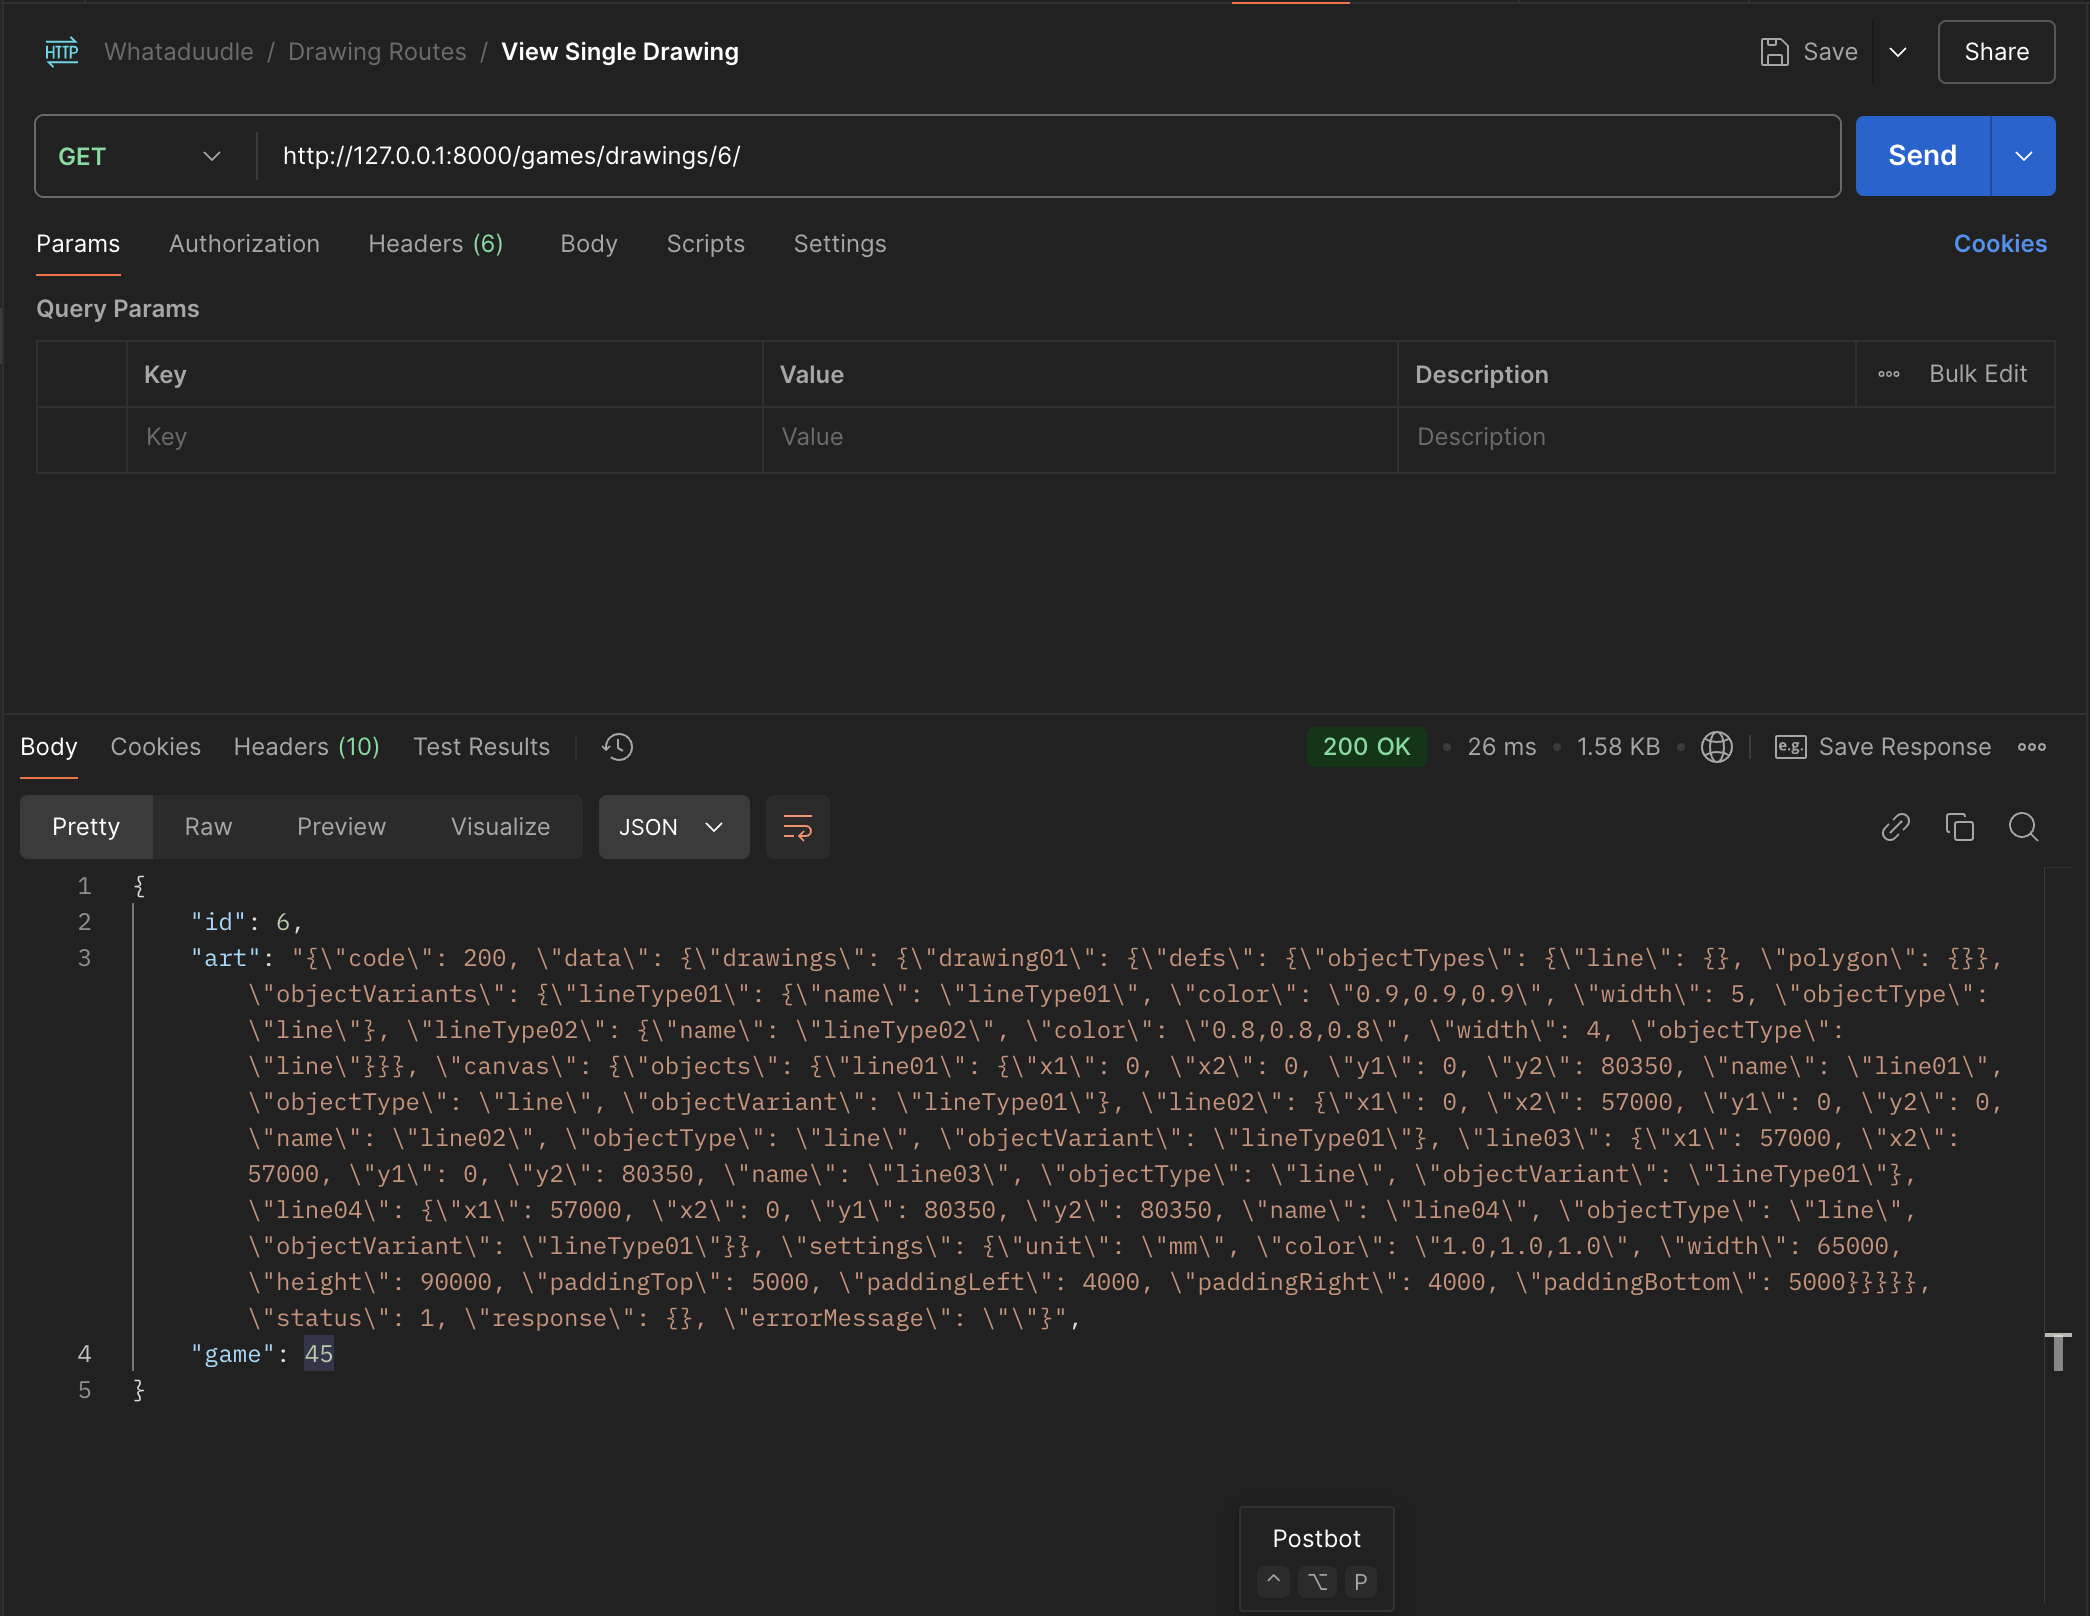 HTTP Whataduudle / Drawing Routes / View Single Drawing Save Share
GET http://127.0.0.1:8000/games/drawings/6/ Send
Params Authorization Headers (6) Body Scripts Settings Cookies
Query Params
Key Value Description Bulk Edit
Key Value Description
Body Cookies Headers (10) Test Results 200 OK • 26 ms • 1.58 KB • e.g. Save Response
Pretty Raw Preview Visualize JSON
1 {
2 "id": 6,
3 "art": "{\"code\": 200, \"data\": {\"drawings\": {\"drawing01\": {\"defs\": {\"objectTypes\": {\"line\": {}, \"polygon\": {}},
\"objectVariants\": {\"lineType01\": {\"name\": \"lineType01\", \"color\": \"0.9,0.9,0.9\", \"width\": 5, \"objectType\":
\"line\"}, \"lineType02\": {\"name\": \"lineType02\", \"color\": \"0.8,0.8,0.8\", \"width\": 4, \"objectType\":
\"line\"}}}, \"canvas\": {\"objects\": {\"line01\": {\"x1\": 0, \"x2\": 0, \"y1\": 0, \"y2\": 80350, \"name\": \"line01\",
\"objectType\": \"line\", \"objectVariant\": \"lineType01\"}, \"line02\": {\"x1\": 0, \"x2\": 57000, \"y1\": 0, \"y2\": 0,
\"name\": \"line02\", \"objectType\": \"line\", \"objectVariant\": \"lineType01\"}, \"line03\": {\"x1\": 57000, \"x2\":
57000, \"y1\": 0, \"y2\": 80350, \"name\": \"line03\", \"objectType\": \"line\", \"objectVariant\": \"lineType01\"},
\"line04\": {\"x1\": 57000, \"x2\": 0, \"y1\": 80350, \"y2\": 80350, \"name\": \"line04\", \"objectType\": \"line\",
\"objectVariant\": \"lineType01\"}}, \"settings\": {\"unit\": \"mm\", \"color\": \"1.0,1.0,1.0\", \"width\": 65000,
\"height\": 90000, \"paddingTop\": 5000, \"paddingLeft\": 4000, \"paddingRight\": 4000, \"paddingBottom\": 5000}}}}},
\"status\": 1, \"response\": {}, \"errorMessage\": \"\"}",
4 "game": 45
5 }
Postbot
^ ⌥ P